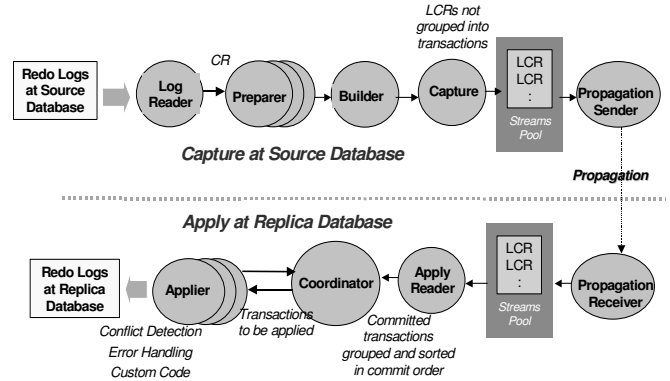 LCRs not
grouped into
transactions
Redo Logs
at Source
Database
Log
Reader
CR
Preparer
Builder
Capture
LCR
LCR
:
Streams
Pool
Propagation
Sender
Capture at Source Database
Propagation
Apply at Replica Database
Redo Logs
at Replica
Database
Applier
Coordinator
Apply
Reader
LCR
LCR
:
Streams
Pool
Propagation
Receiver
Conflict Detection
Error Handling
Custom Code
Transactions
to be applied
Committed
transactions
grouped and sorted
in commit order